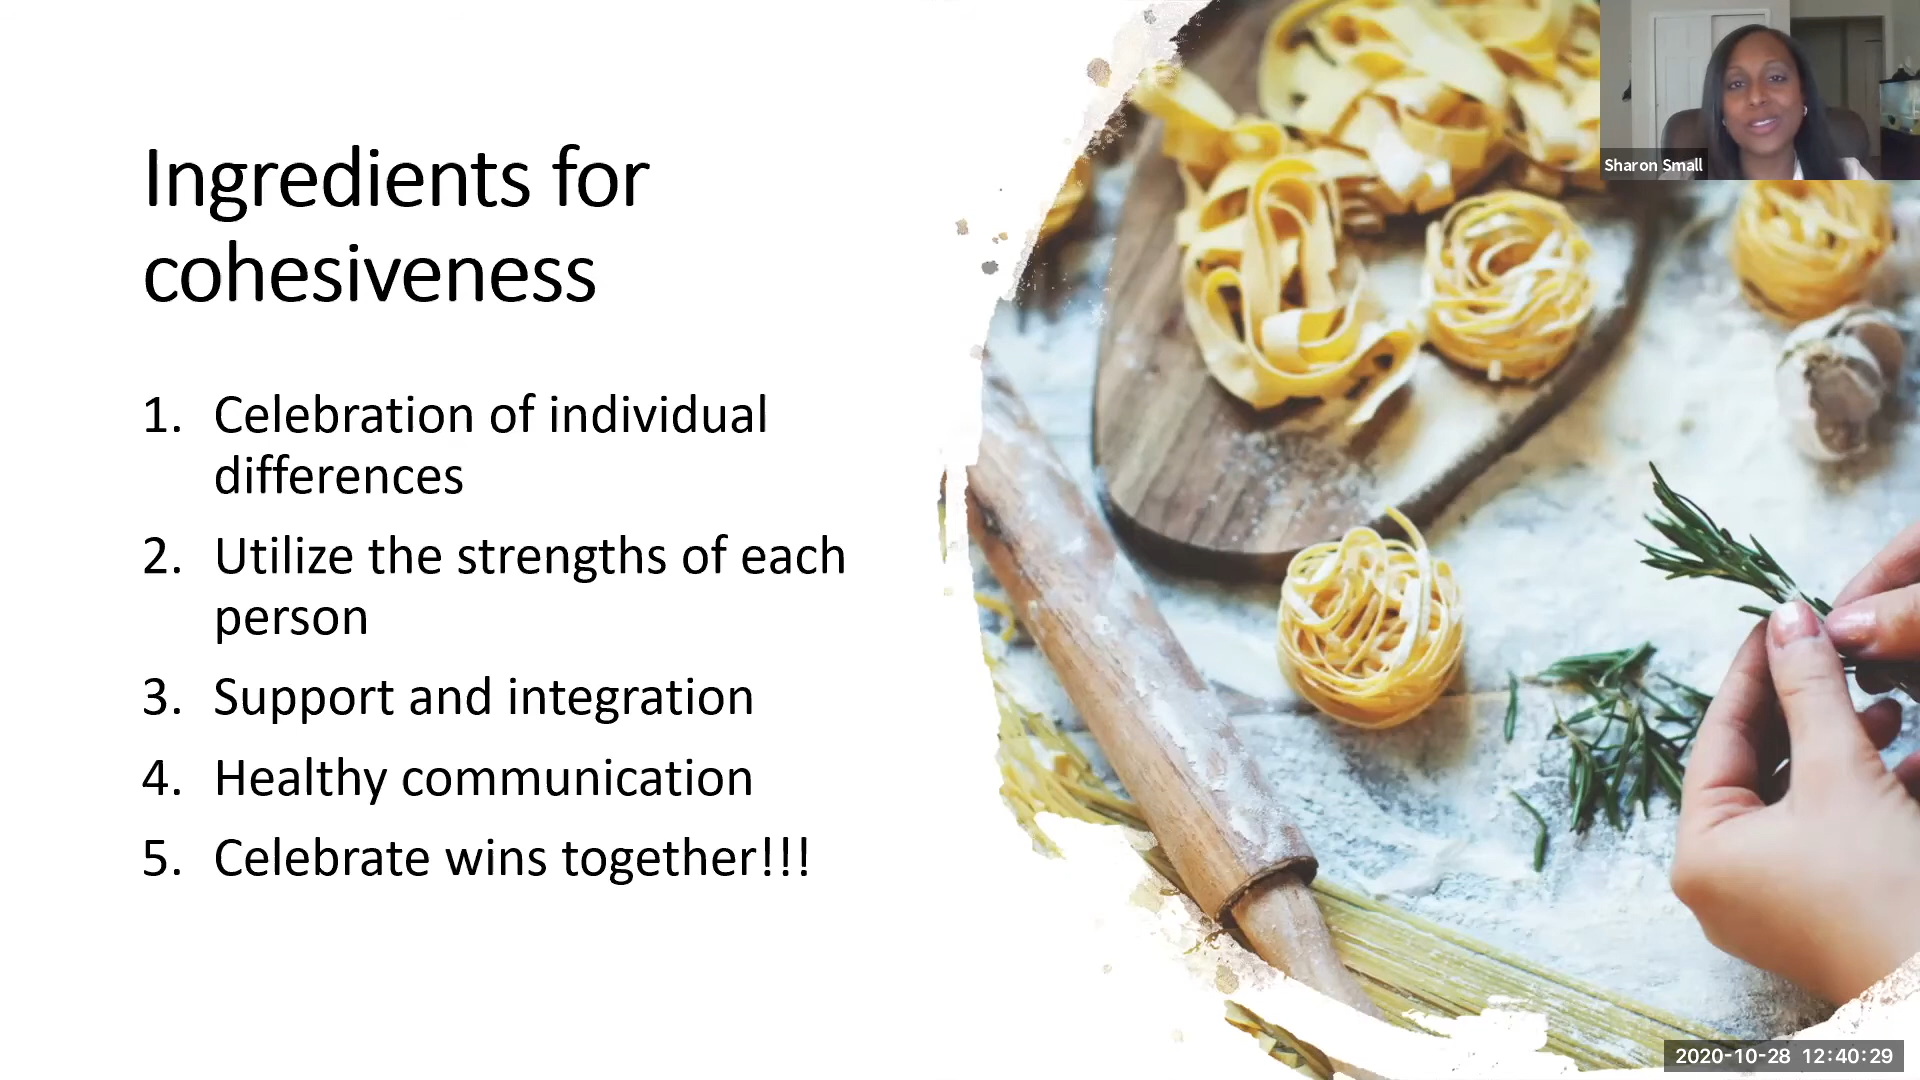 Ingredients for
cohesiveness
1. Celebration of individual
differences
2. Utilize the strengths of each
person
3. Support and integration
4. Healthy communication
5. Celebrate wins together!!!
Sharon Small
2020-10-28 12:40:29